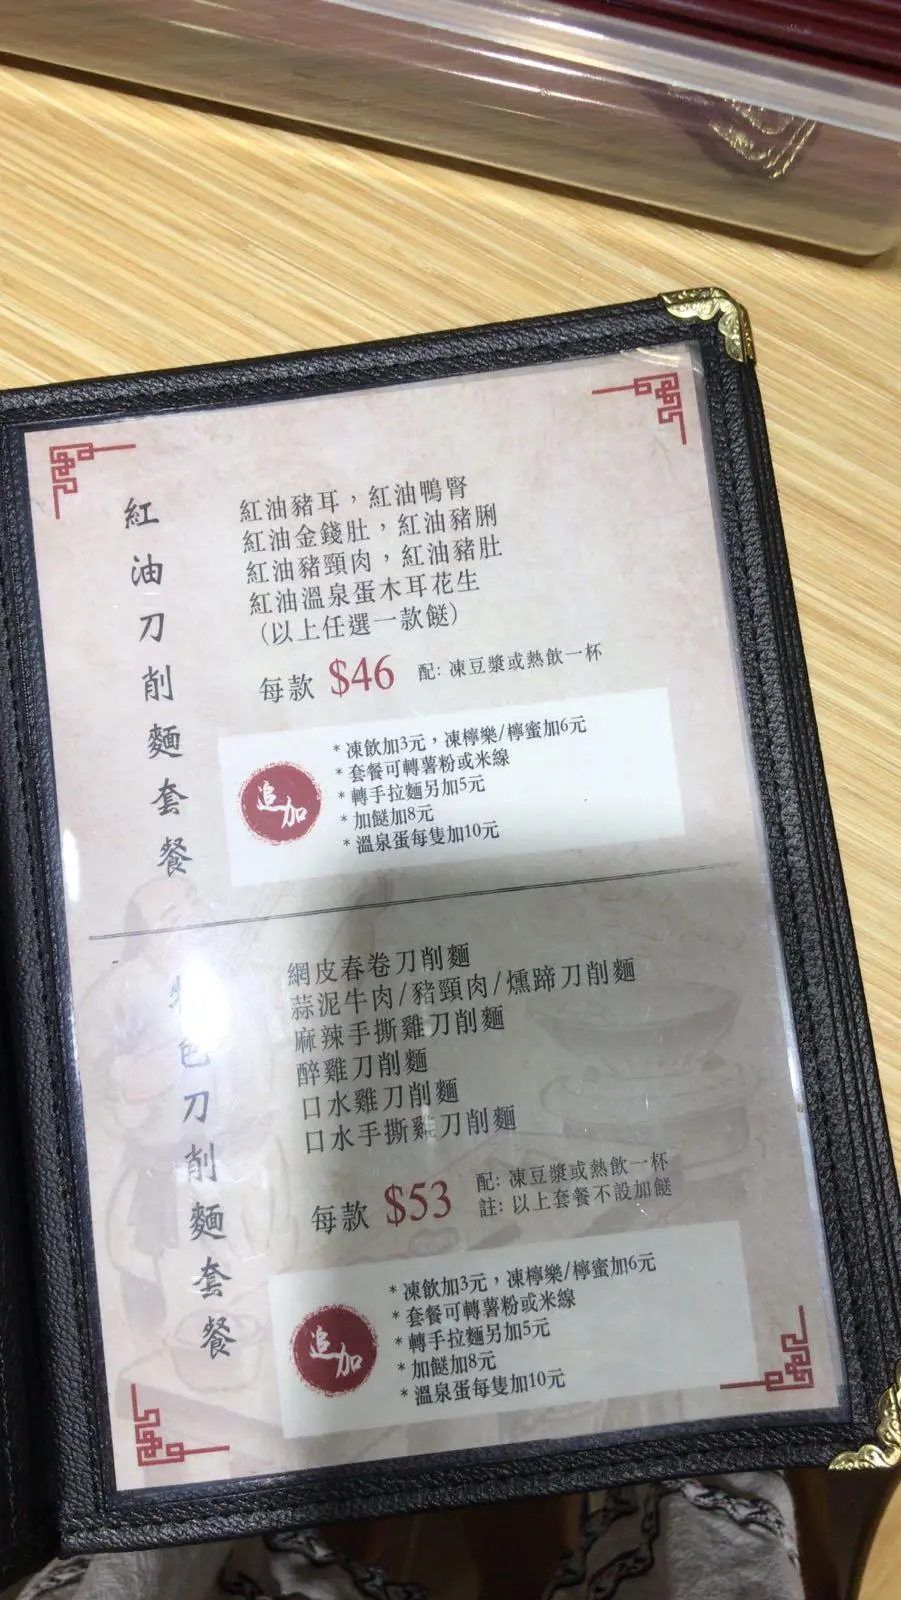 紅油刀削麵套餐
紅油豬耳，紅油鴨腎
紅油金錢肚，紅油豬脷
紅油豬頸肉，紅油豬肚
紅油溫泉蛋木耳花生
（以上任選一款餸）
每款 $46 配: 凍豆漿或熱飲一杯
追加
* 凍飲加3元，凍檸樂/檸蜜加6元
* 套餐可轉薯粉或米線
* 轉手拉麵另加5元
* 加餸加8元
* 溫泉蛋每隻加10元
色刀削麵套餐
網皮春卷刀削麵
蒜泥牛肉/豬頸肉/燻蹄刀削麵
麻辣手撕雞刀削麵
醉雞刀削麵
口水雞刀削麵
口水手撕雞刀削麵
每款 $53 配: 凍豆漿或熱飲一杯
註: 以上套餐不設加餸
追加
* 凍飲加3元，凍檸樂/檸蜜加6元
* 套餐可轉薯粉或米線
* 轉手拉麵另加5元
* 加餸加8元
* 溫泉蛋每隻加10元